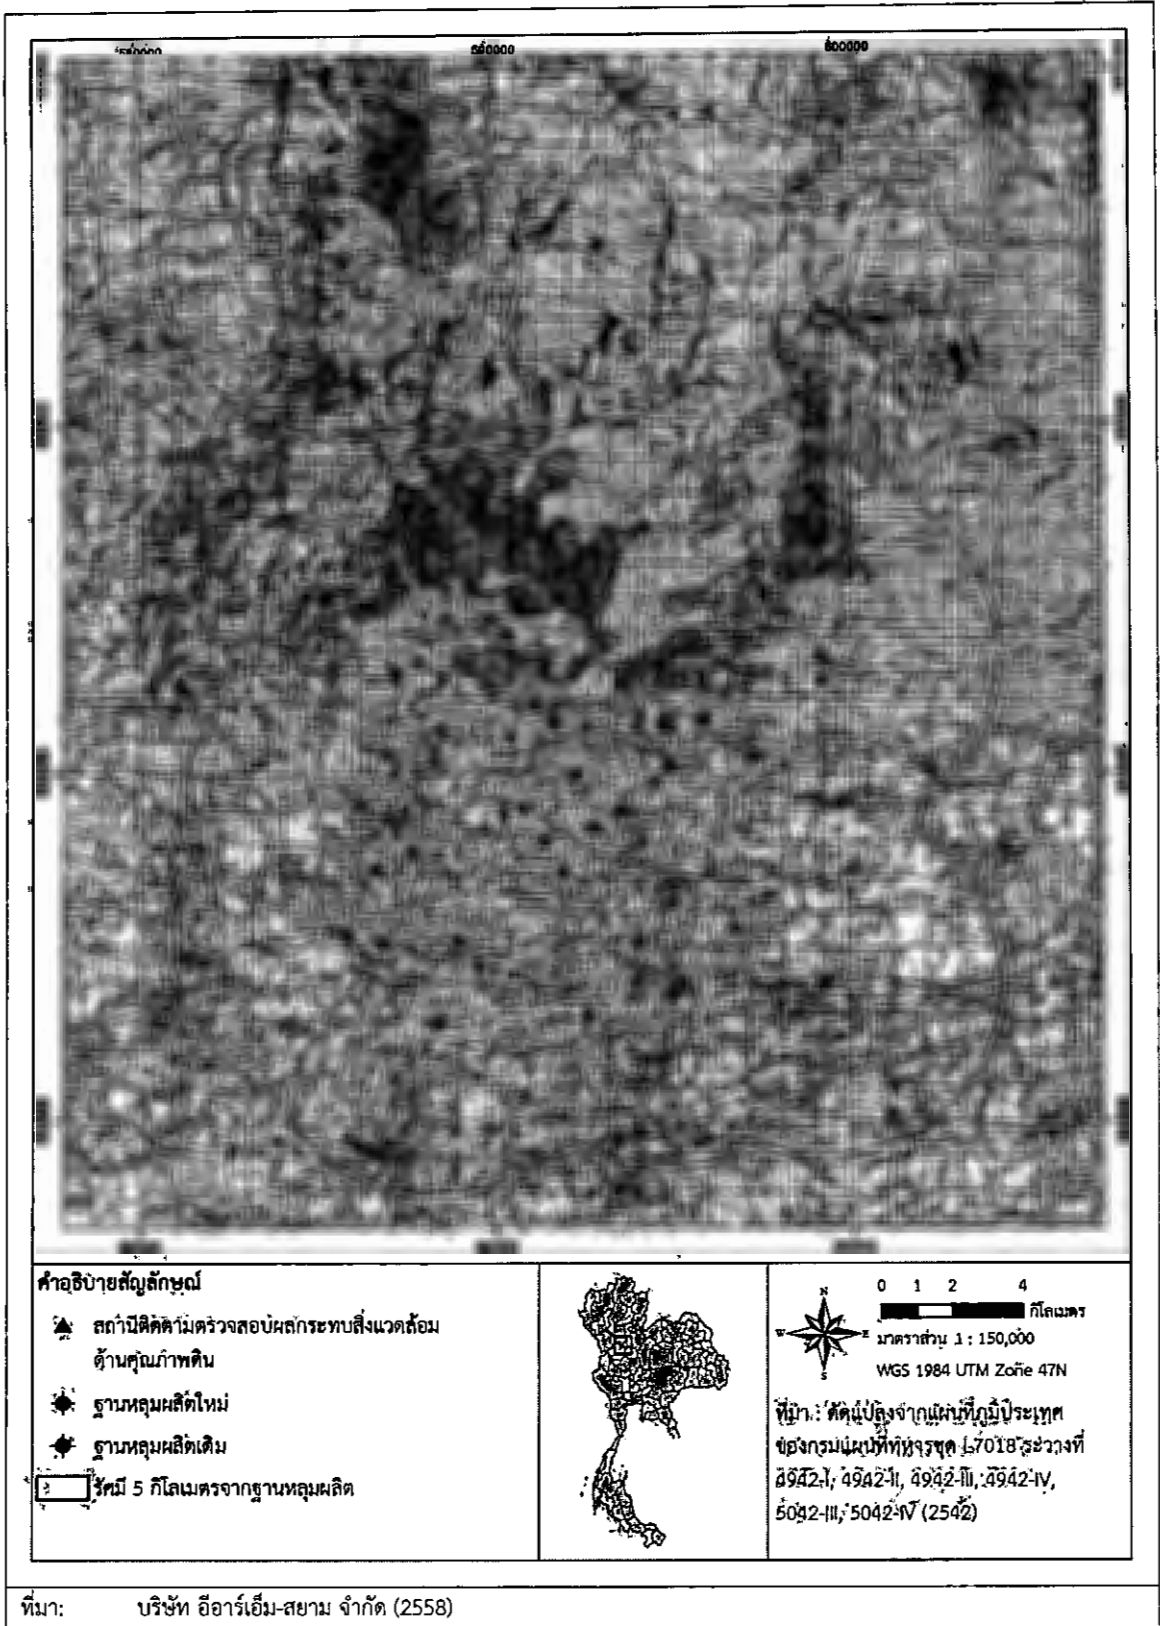 590000
600000
คำอธิบายสัญลักษณ์
สถานีติดตามตรวจสอบผลกระทบสิ่งแวดล้อม
ด้านคุณภาพดิน
ฐานหลุมผลิตใหม่
ฐานหลุมผลิตเดิม
รัศมี 5 กิโลเมตรจากฐานหลุมผลิต
N
W E
S
0 1 2 4
กิโลเมตร
มาตราส่วน 1 : 150,000
WGS 1984 UTM Zone 47N
ที่มา : ดัดแปลงจากแผนที่ภูมิประเทศ
ของกรมแผนที่ทหารชุด L7018 ระวางที่
4942-I, 4942-II, 4942-III, 4942-IV,
5042-III, 5042-IV (2542)
ที่มา: บริษัท อีอาร์เอ็ม-สยาม จำกัด (2558)